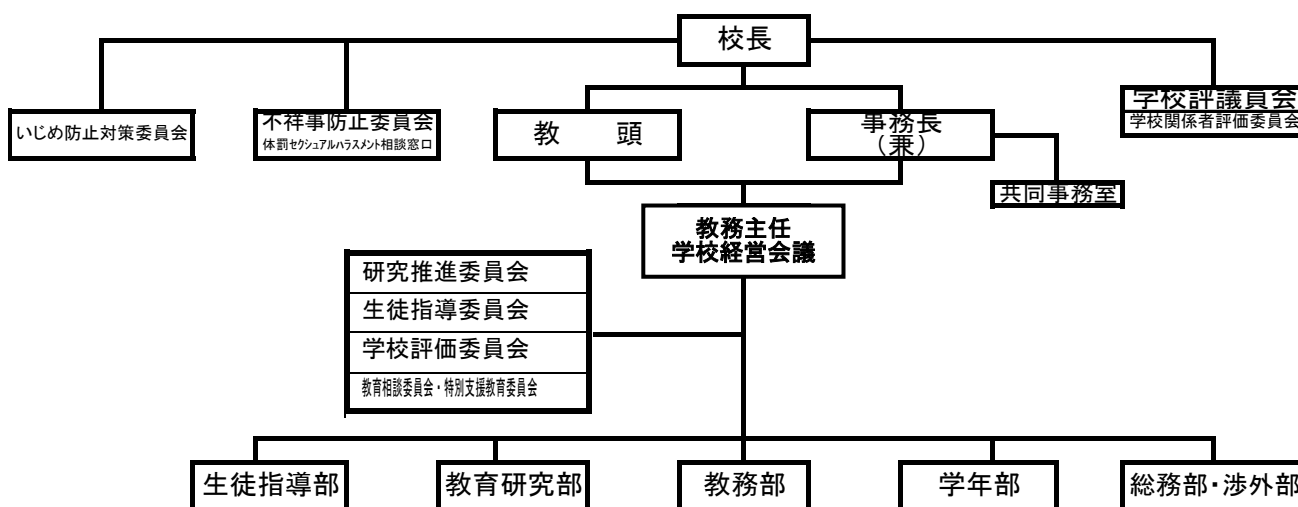 校長
いじめ防止対策委員会
不祥事防止委員会
体罰セクシュアルハラスメント相談窓口
教　　頭
事務長
（兼）
学校評議員会
学校関係者評価委員会
共同事務室
教務主任
学校経営会議
研究推進委員会
生徒指導委員会
学校評価委員会
教育相談委員会・特別支援教育委員会
生徒指導部
教育研究部
教務部
学年部
総務部・渉外部